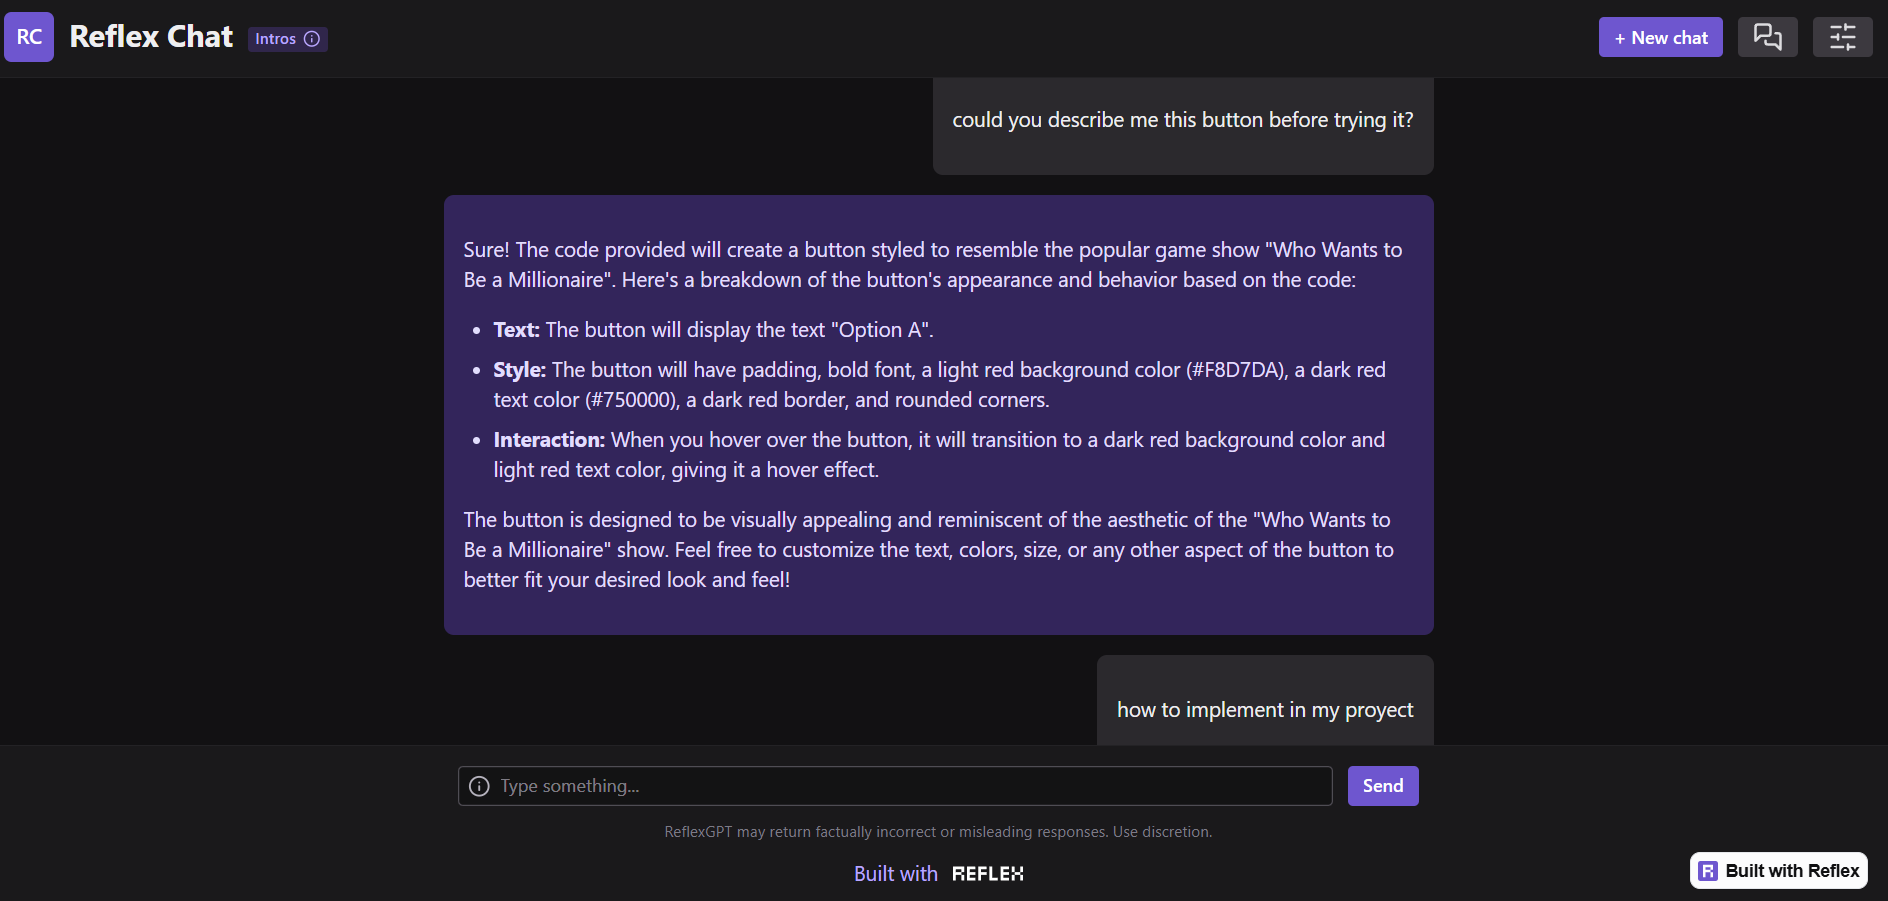 RC
Reflex Chat
Intros
+ New chat
could you describe me this button before trying it?
Sure! The code provided will create a button styled to resemble the popular game show "Who Wants to
Be a Millionaire". Here's a breakdown of the button's appearance and behavior based on the code:
• Text: The button will display the text "Option A".
• Style: The button will have padding, bold font, a light red background color (#F8D7DA), a dark red
text color (#750000), a dark red border, and rounded corners.
• Interaction: When you hover over the button, it will transition to a dark red background color and
light red text color, giving it a hover effect.
The button is designed to be visually appealing and reminiscent of the aesthetic of the "Who Wants to
Be a Millionaire" show. Feel free to customize the text, colors, size, or any other aspect of the button to
better fit your desired look and feel!
how to implement in my proyect
Type something...
Send
ReflexGPT may return factually incorrect or misleading responses. Use discretion.
Built with REFLEX
R Built with Reflex